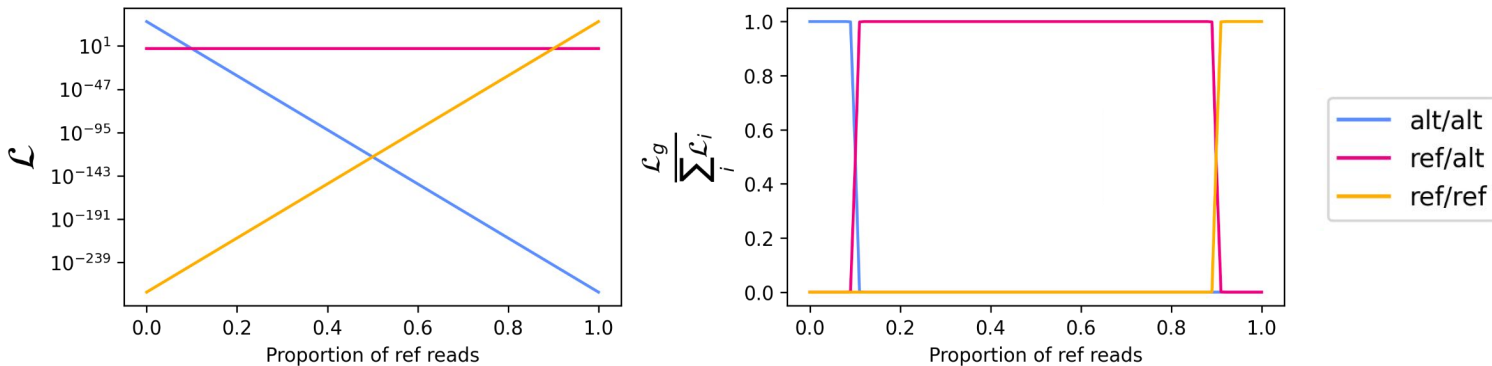 ℒ
10^1
10^−47
10^−95
10^−143
10^−191
10^−239
0.0 0.2 0.4 0.6 0.8 1.0
Proportion of ref reads
ℒ_g
∑_i ℒ_i
1.0
0.8
0.6
0.4
0.2
0.0
0.0 0.2 0.4 0.6 0.8 1.0
Proportion of ref reads
alt/alt
ref/alt
ref/ref